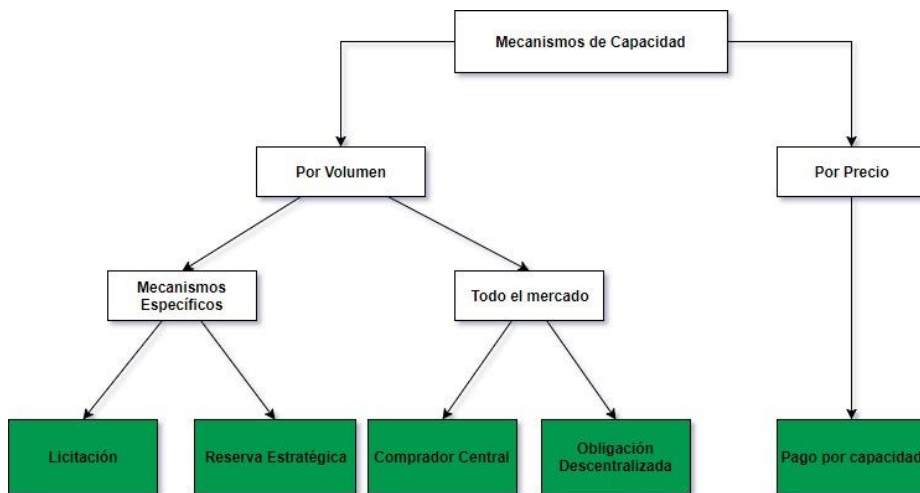 Mecanismos de Capacidad
Por Volumen
Por Precio
Mecanismos
Específicos
Todo el mercado
Licitación
Reserva Estratégica
Comprador Central
Obligación
Descentralizada
Pago por capacidad